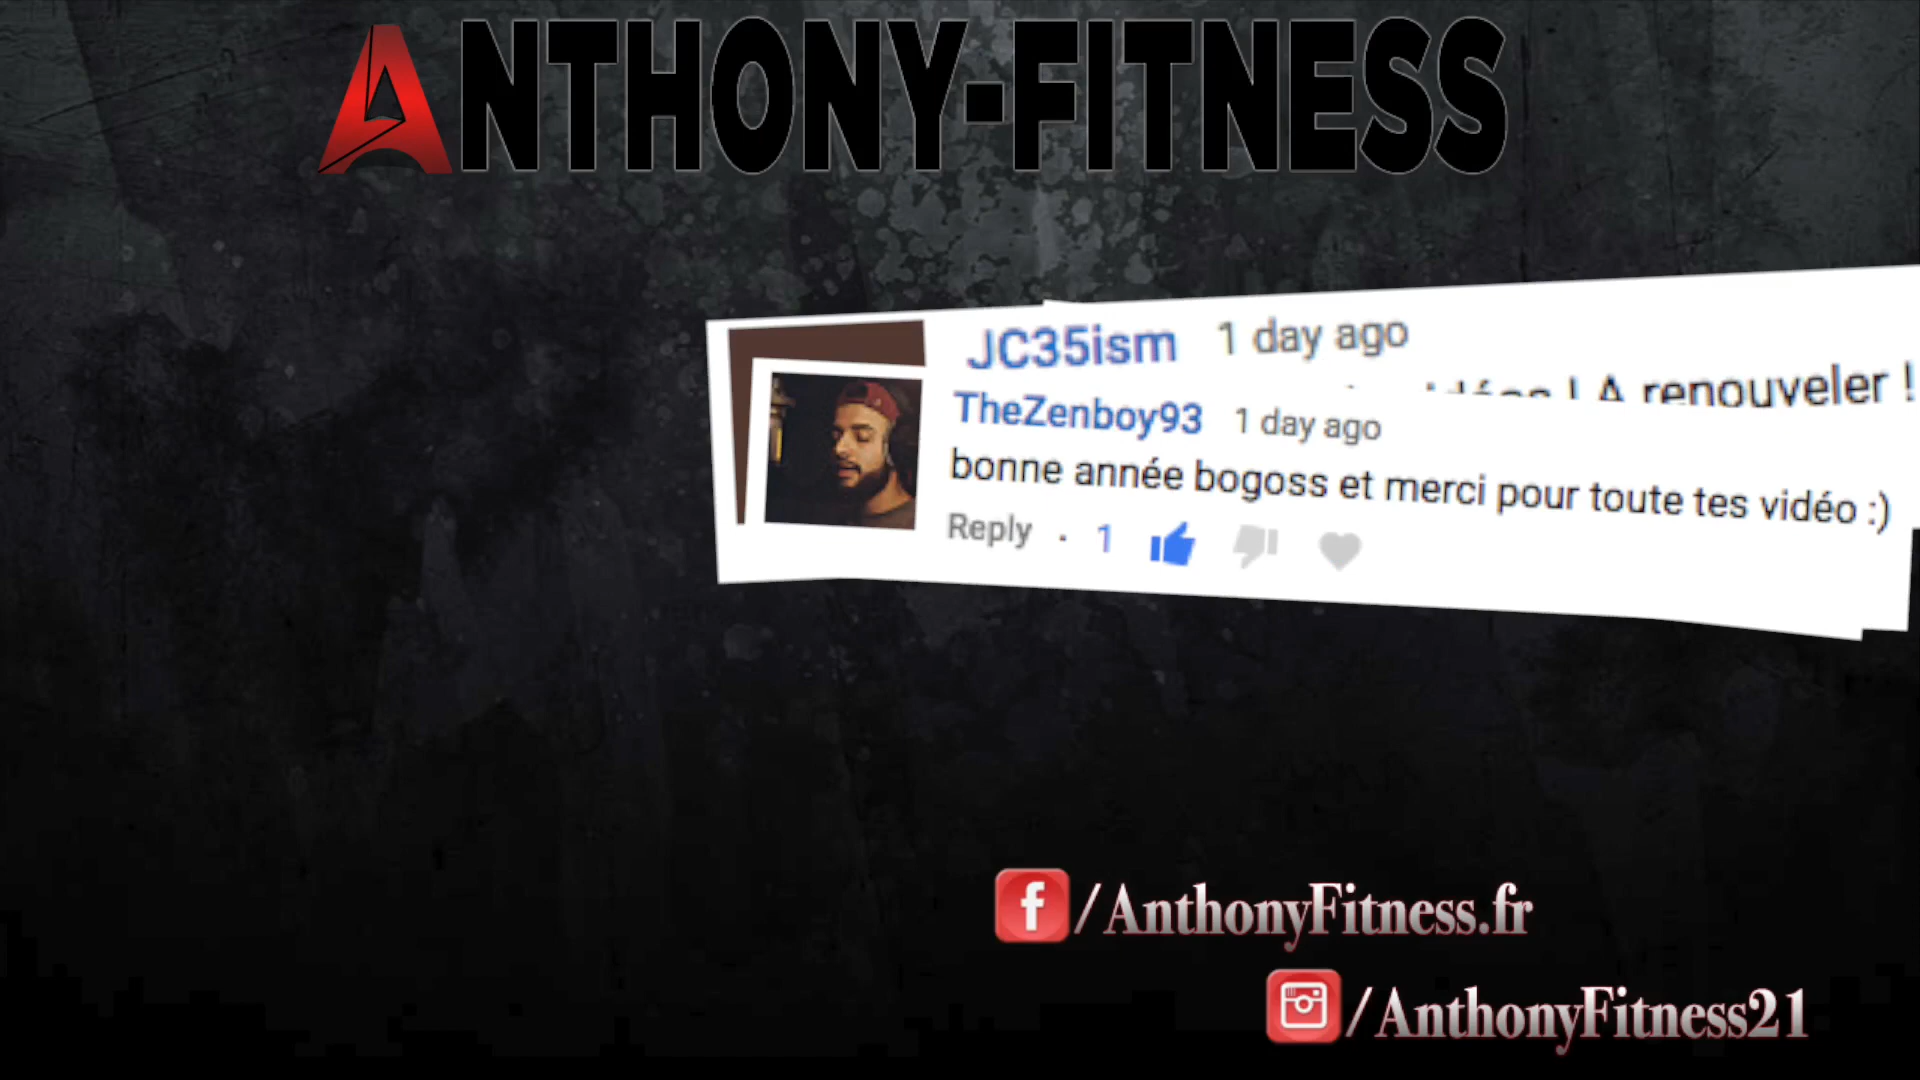 ANTHONY-FITNESS
JC35ism 1 day ago
A renouveler !
TheZenboy93 1 day ago
bonne année bogoss et merci pour toute tes vidéo :)
Reply · 1
/AnthonyFitness.fr
/AnthonyFitness21